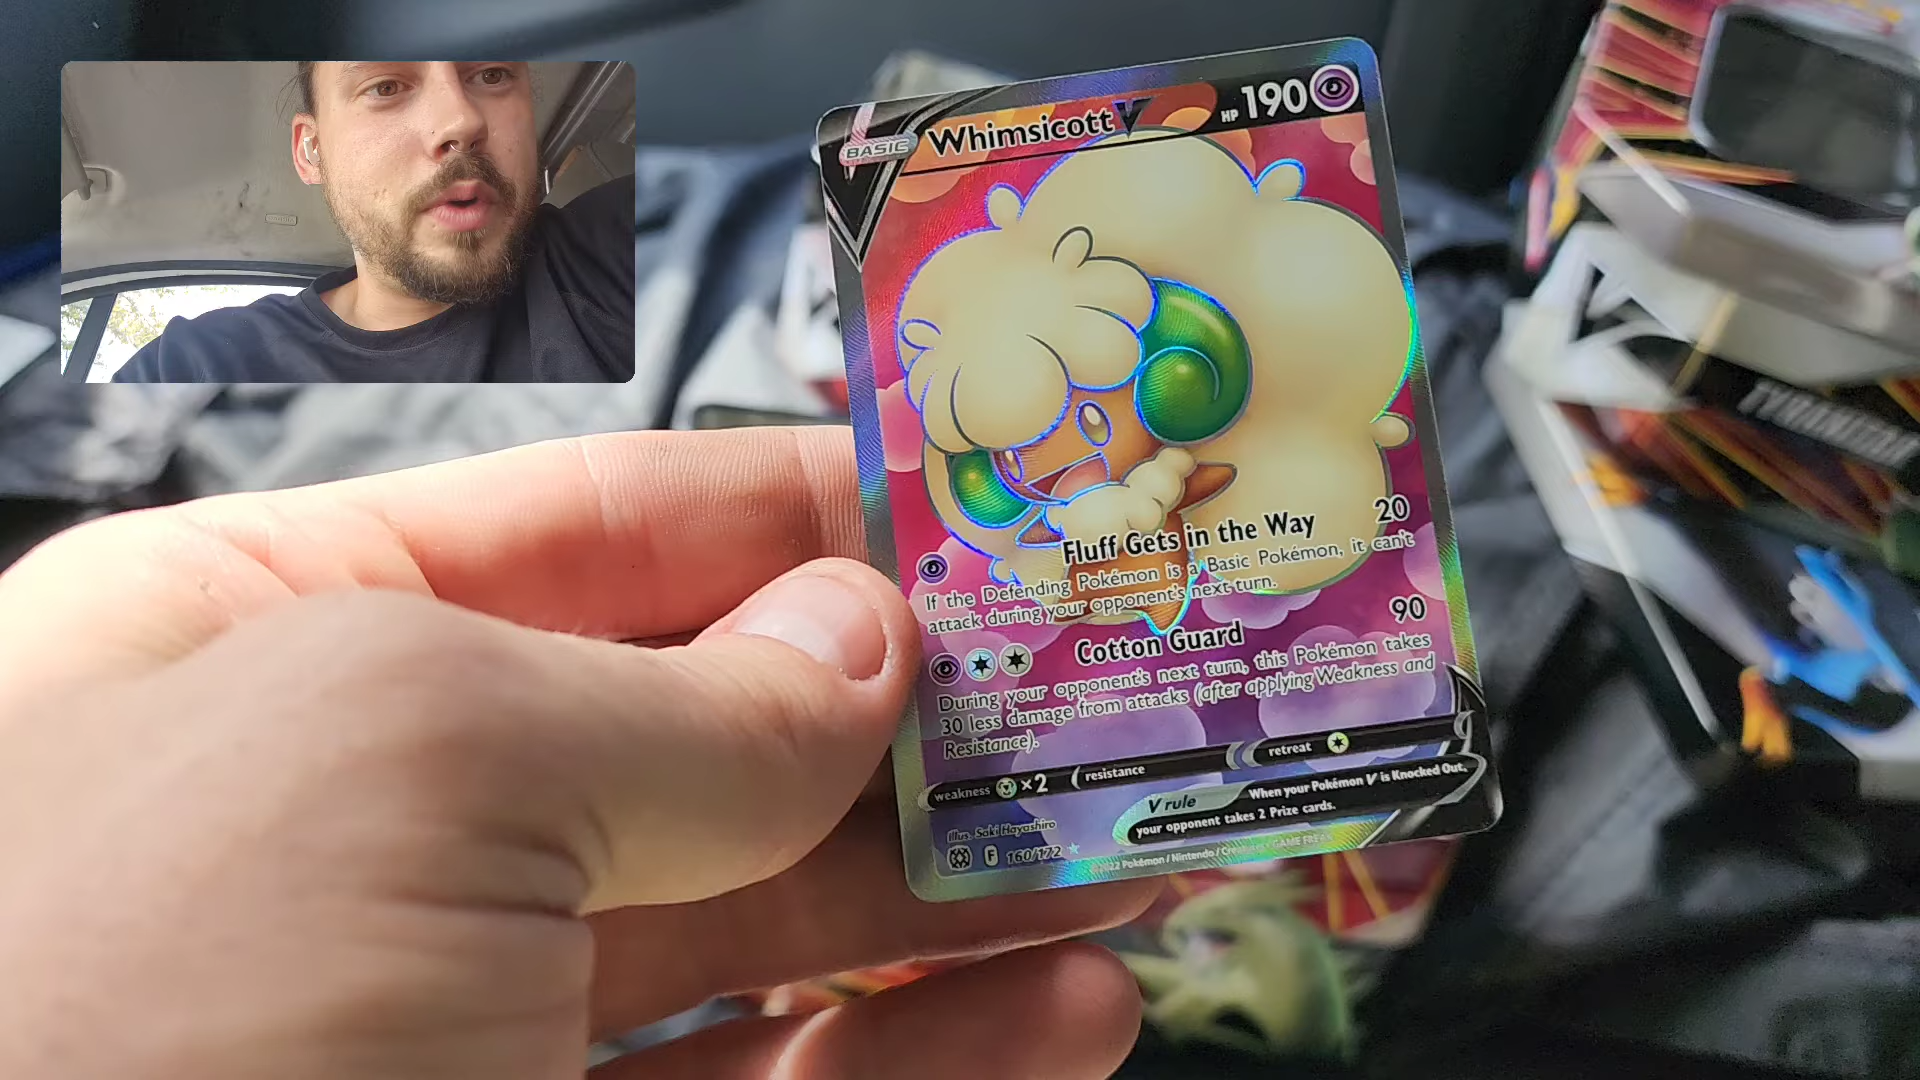 BASIC Whimsicott V HP 190
Fluff Gets in the Way 20
If the Defending Pokémon is a Basic Pokémon, it can't
attack during your opponent's next turn.
Cotton Guard 90
During your opponent's next turn, this Pokémon takes
30 less damage from attacks (after applying Weakness and
Resistance).
weakness ×2 resistance retreat
V rule When your Pokémon V is Knocked Out,
your opponent takes 2 Prize cards.
Illus. Saki Hayashiro
F 160/172
©2022 Pokémon / Nintendo / Creatures / GAME FREAK
TYRANITAR